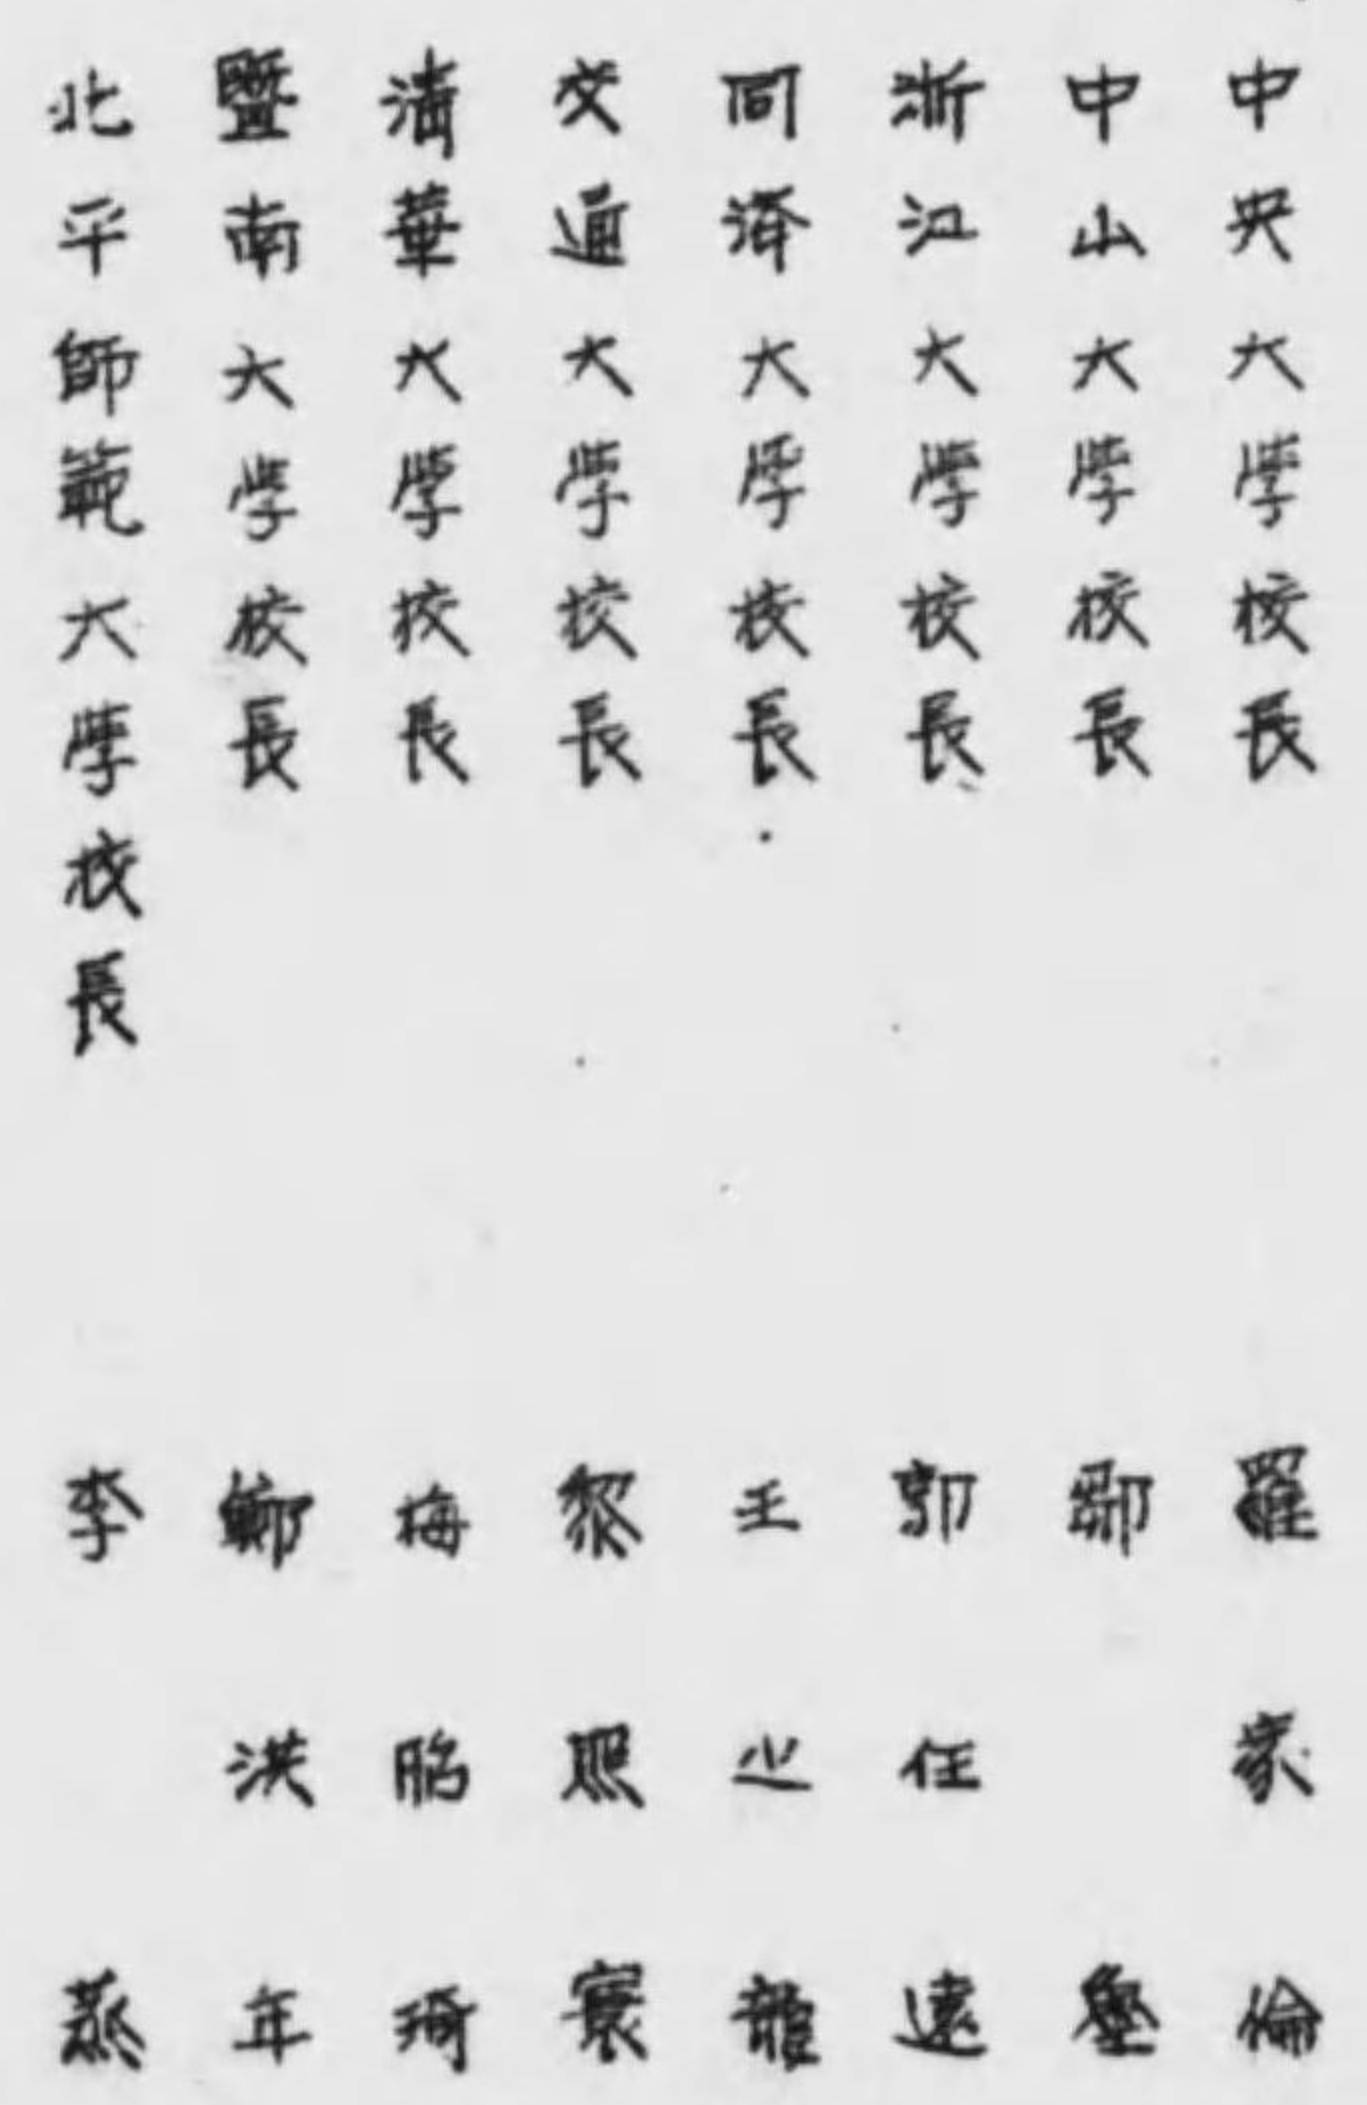 中央大學校長 羅家倫
中山大學校長 鄒魯
浙江大學校長 郭任遠
同濟大學校長 王之龍
交通大學校長 黎照寰
清華大學校長 梅貽琦
暨南大學校長 鄭洪年
北平師範大學校長 李蒸